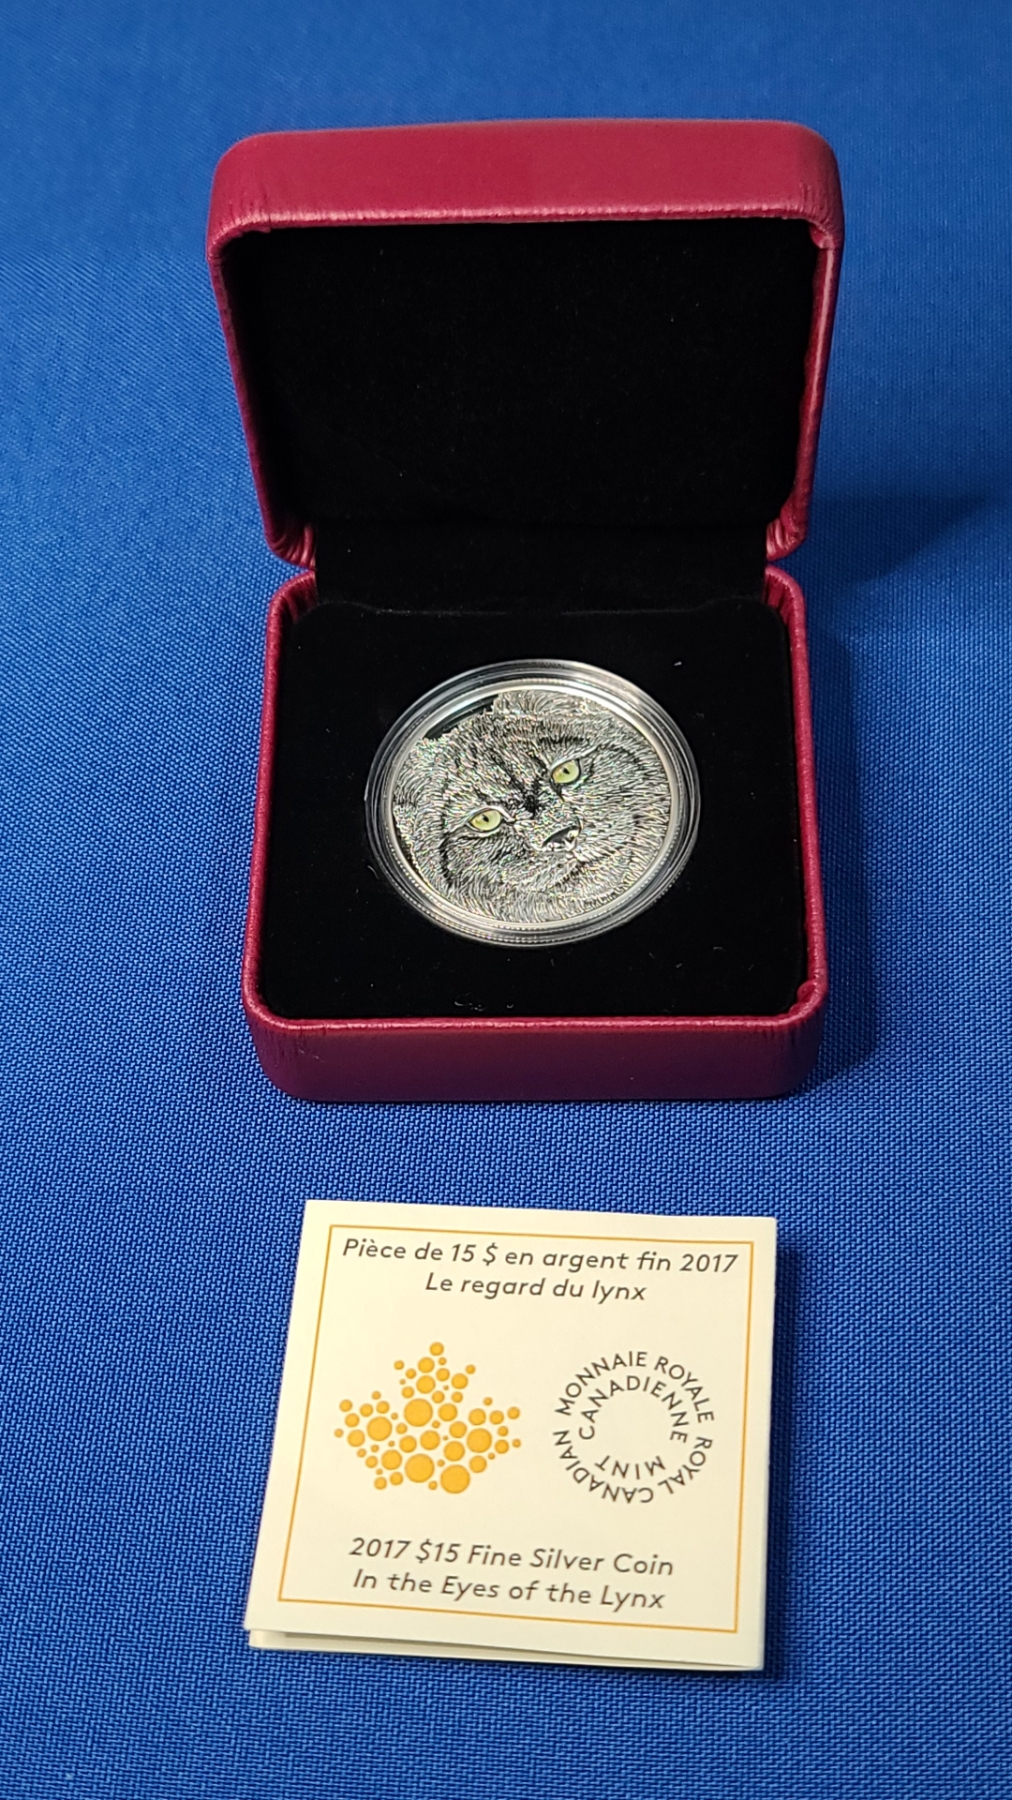 Pièce de 15 $ en argent fin 2017
Le regard du lynx
MONNAIE ROYALE CANADIENNE
ROYAL CANADIAN MINT
2017 $15 Fine Silver Coin
In the Eyes of the Lynx